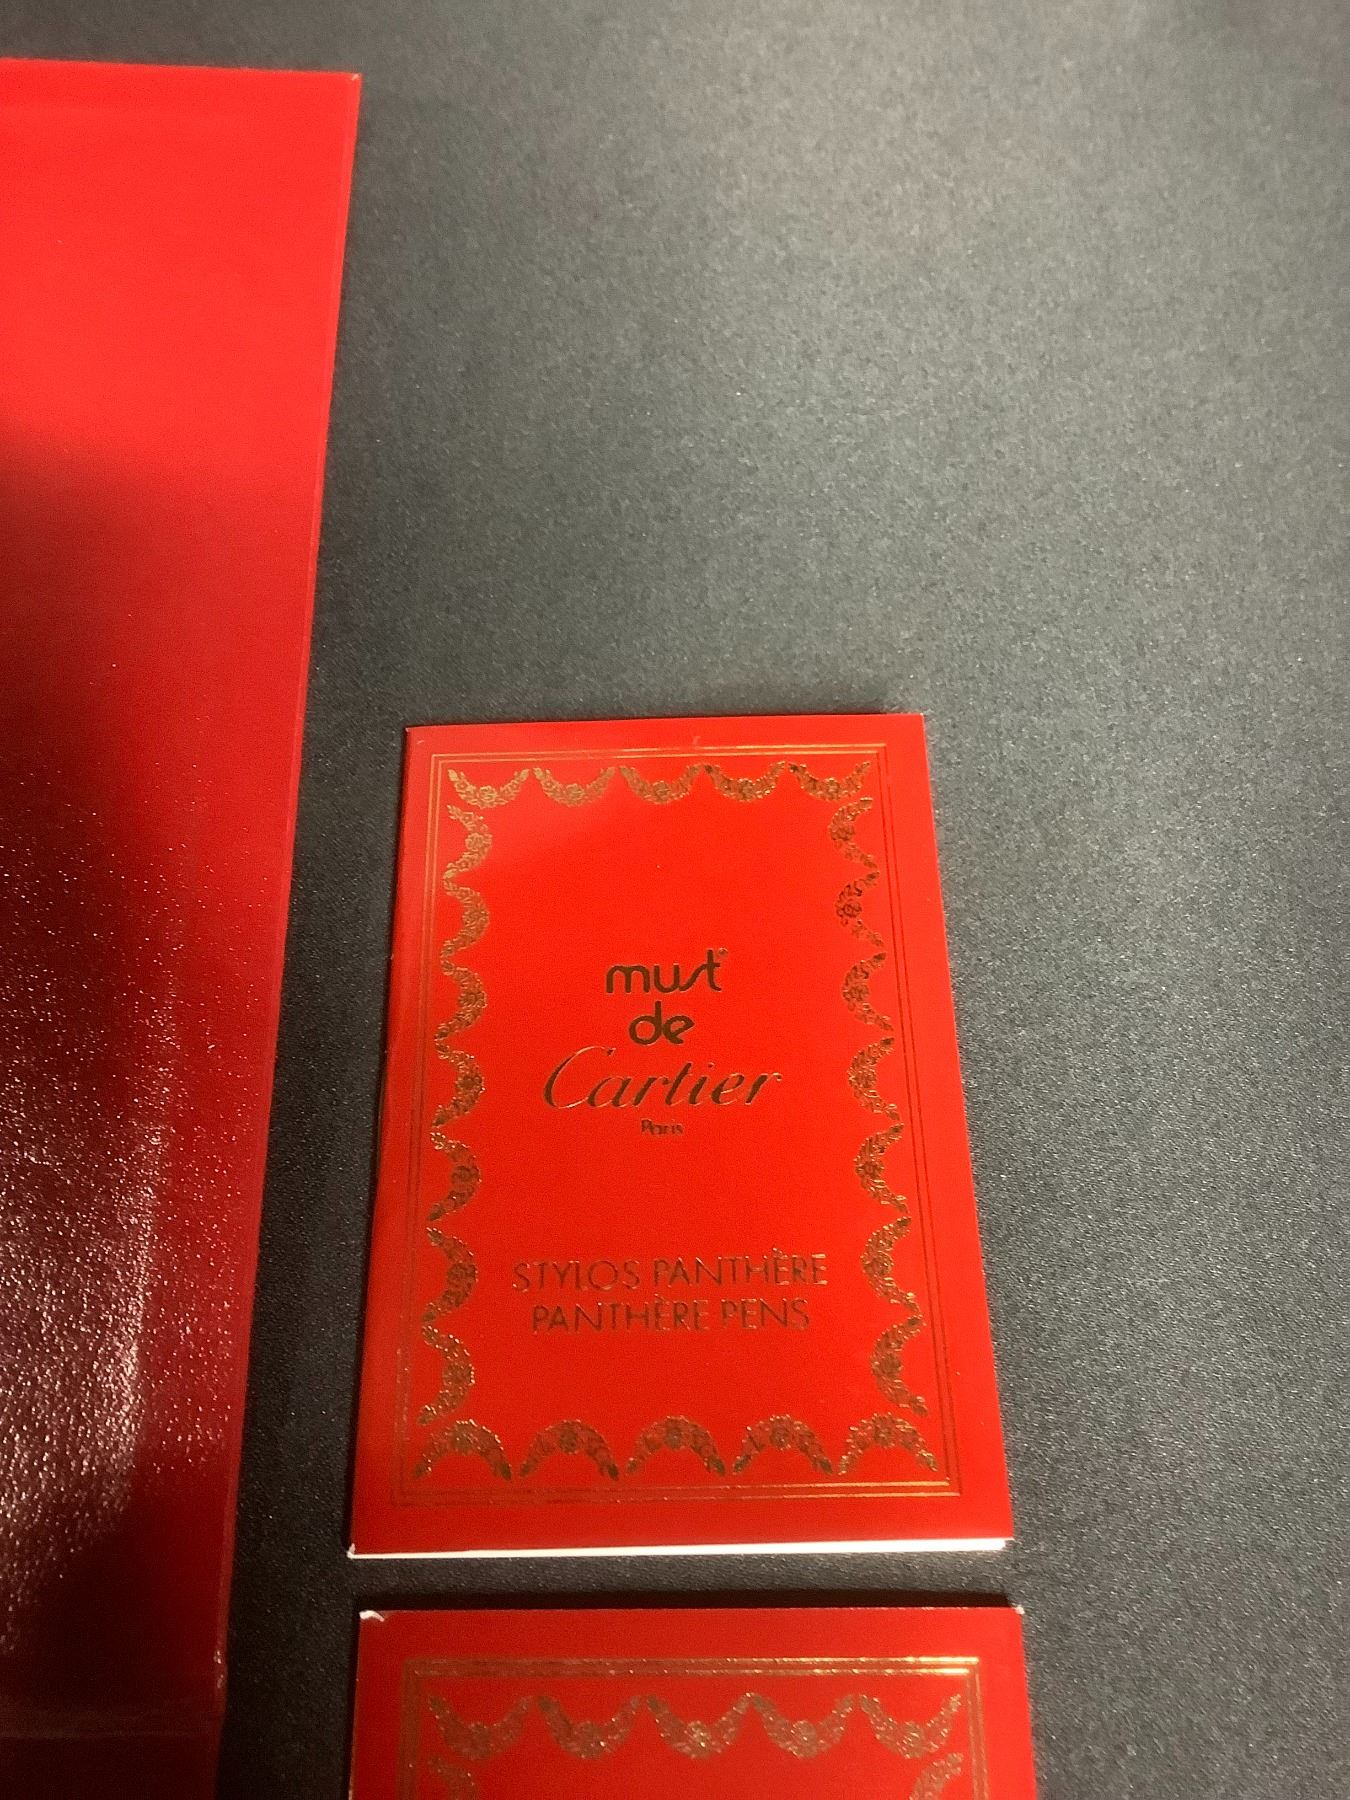 must®
de
Cartier
Paris
STYLOS PANTHÈRE
PANTHÈRE PENS